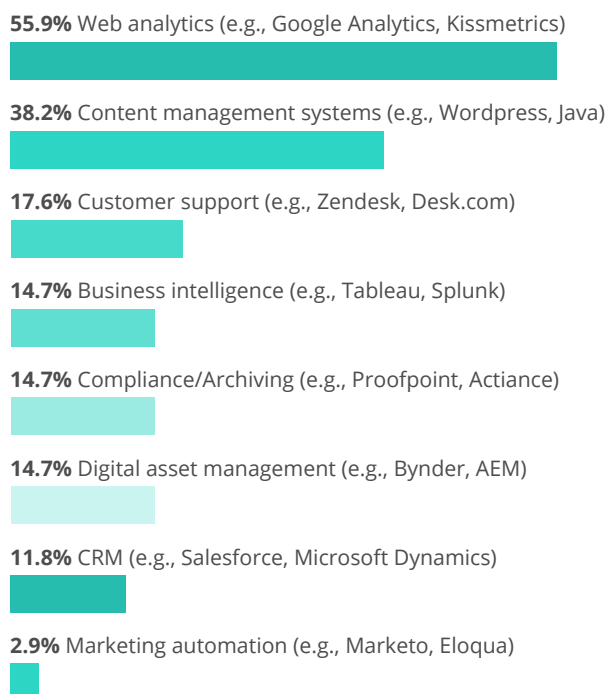 55.9% Web analytics (e.g., Google Analytics, Kissmetrics)
38.2% Content management systems (e.g., Wordpress, Java)
17.6% Customer support (e.g., Zendesk, Desk.com)
14.7% Business intelligence (e.g., Tableau, Splunk)
14.7% Compliance/Archiving (e.g., Proofpoint, Actiance)
14.7% Digital asset management (e.g., Bynder, AEM)
11.8% CRM (e.g., Salesforce, Microsoft Dynamics)
2.9% Marketing automation (e.g., Marketo, Eloqua)